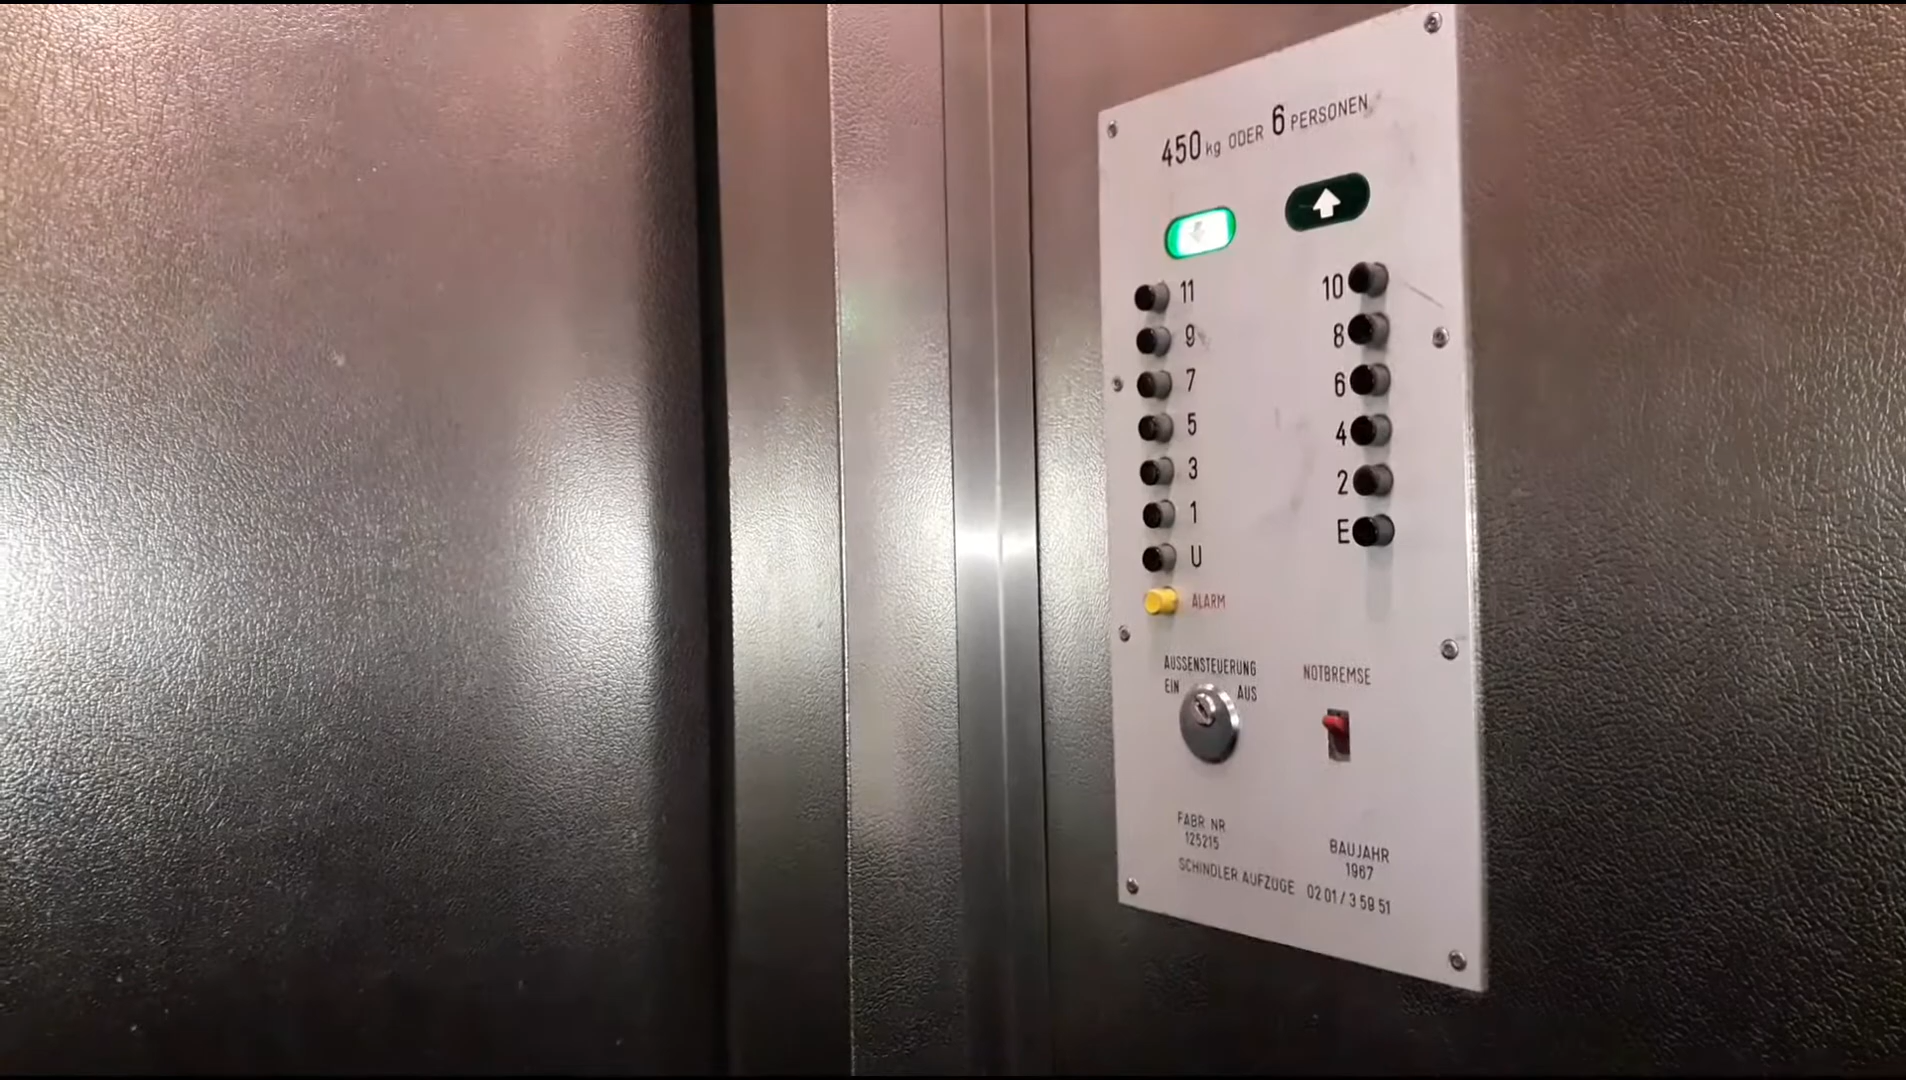 450 kg ODER 6 PERSONEN
11 10
9 8
7 6
5 4
3 2
1 E
U
ALARM
AUSSENSTEUERUNG
EIN AUS
NOTBREMSE
FABR NR
125215
BAUJAHR
1967
SCHINDLER AUFZÜGE 02 01 / 3 59 51